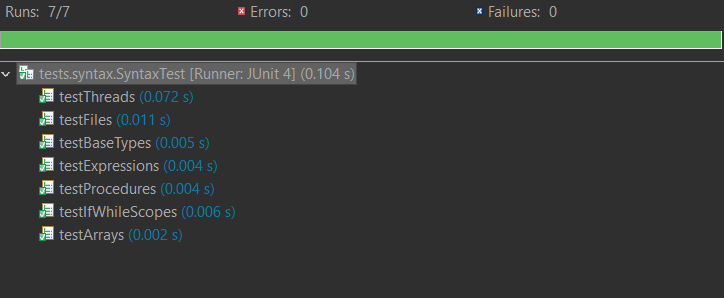 Runs: 7/7 Errors: 0 Failures: 0
tests.syntax.SyntaxTest [Runner: JUnit 4] (0.104 s)
testThreads (0.072 s)
testFiles (0.011 s)
testBaseTypes (0.005 s)
testExpressions (0.004 s)
testProcedures (0.004 s)
testIfWhileScopes (0.006 s)
testArrays (0.002 s)